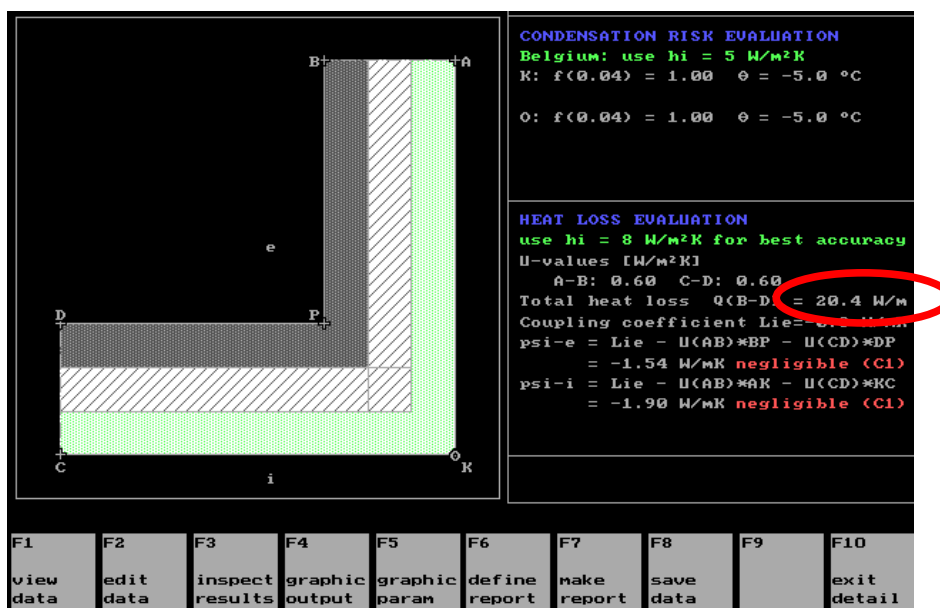 B
A
e
D
P
C
K
i
CONDENSATION RISK EVALUATION
Belgium: use hi = 5 W/m²K
K: f(0.04) = 1.00 θ = -5.0 °C
O: f(0.04) = 1.00 θ = -5.0 °C
HEAT LOSS EVALUATION
use hi = 8 W/m²K for best accuracy
U-values [W/m²K]
A-B: 0.60 C-D: 0.60
Total heat loss Q(B-D) = 20.4 W/m
Coupling coefficient Lie=
psi-e = Lie - U(AB)*BP - U(CD)*DP
= -1.54 W/mK negligible (C1)
psi-i = Lie - U(AB)*AK - U(CD)*KC
= -1.90 W/mK negligible (C1)
F1 F2 F3 F4 F5 F6 F7 F8 F9 F10
view edit inspect graphic graphic define make save exit
data data results output param report report data detail